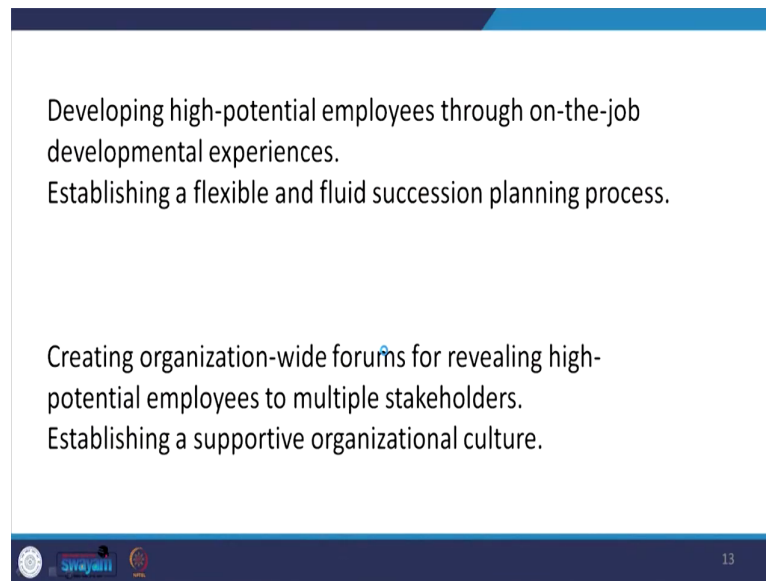 Developing high-potential employees through on-the-job
developmental experiences.
Establishing a flexible and fluid succession planning process.
Creating organization-wide forums for revealing high-
potential employees to multiple stakeholders.
Establishing a supportive organizational culture.
swayam
13